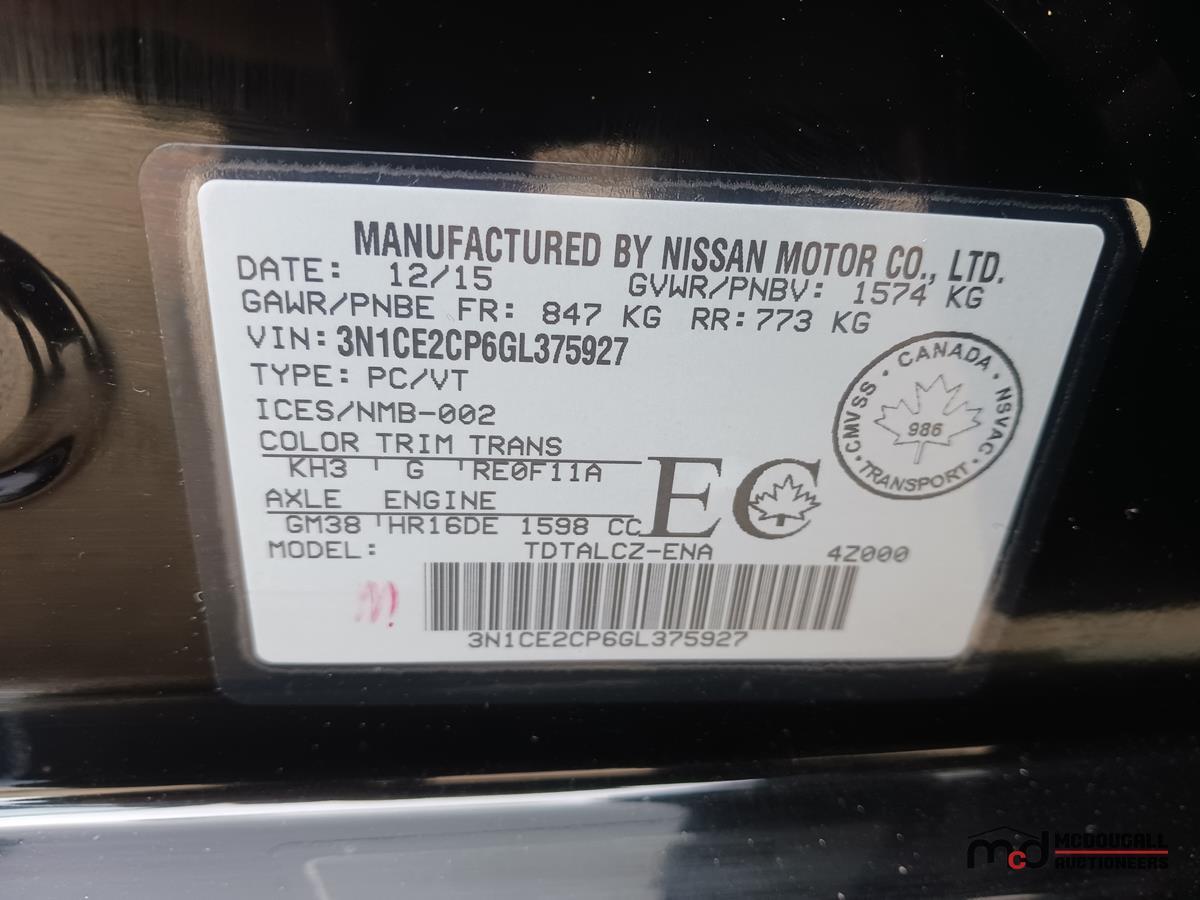 MANUFACTURED BY NISSAN MOTOR CO., LTD.
DATE: 12/15 GVWR/PNBV: 1574 KG
GAWR/PNBE FR: 847 KG RR: 773 KG
VIN: 3N1CE2CP6GL375927
TYPE: PC/VT
ICES/NMB-002
COLOR TRIM TRANS
KH3 G RE0F11A
AXLE ENGINE
GM38 HR16DE 1598 CC
EC
MODEL: TDTALCZ-ENA 4Z000
3N1CE2CP6GL375927
· CANADA · NSVAC · TRANSPORT · CMVSS
986
mcd MCDOUGALL
AUCTIONEERS